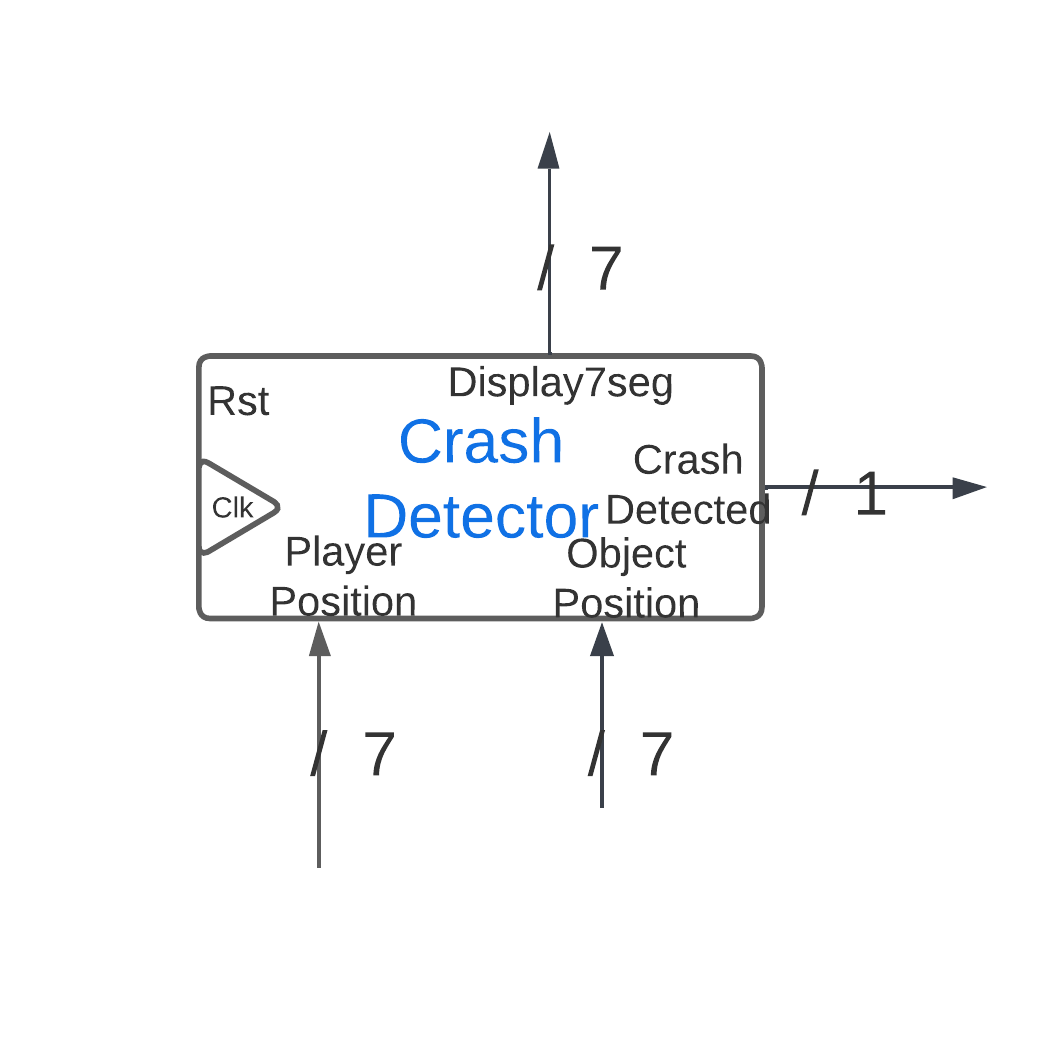 / 7
Display7seg
Rst
Crash
Detector
Crash
Detected
/ 1
Clk
Player
Position
Object
Position
/ 7
/ 7